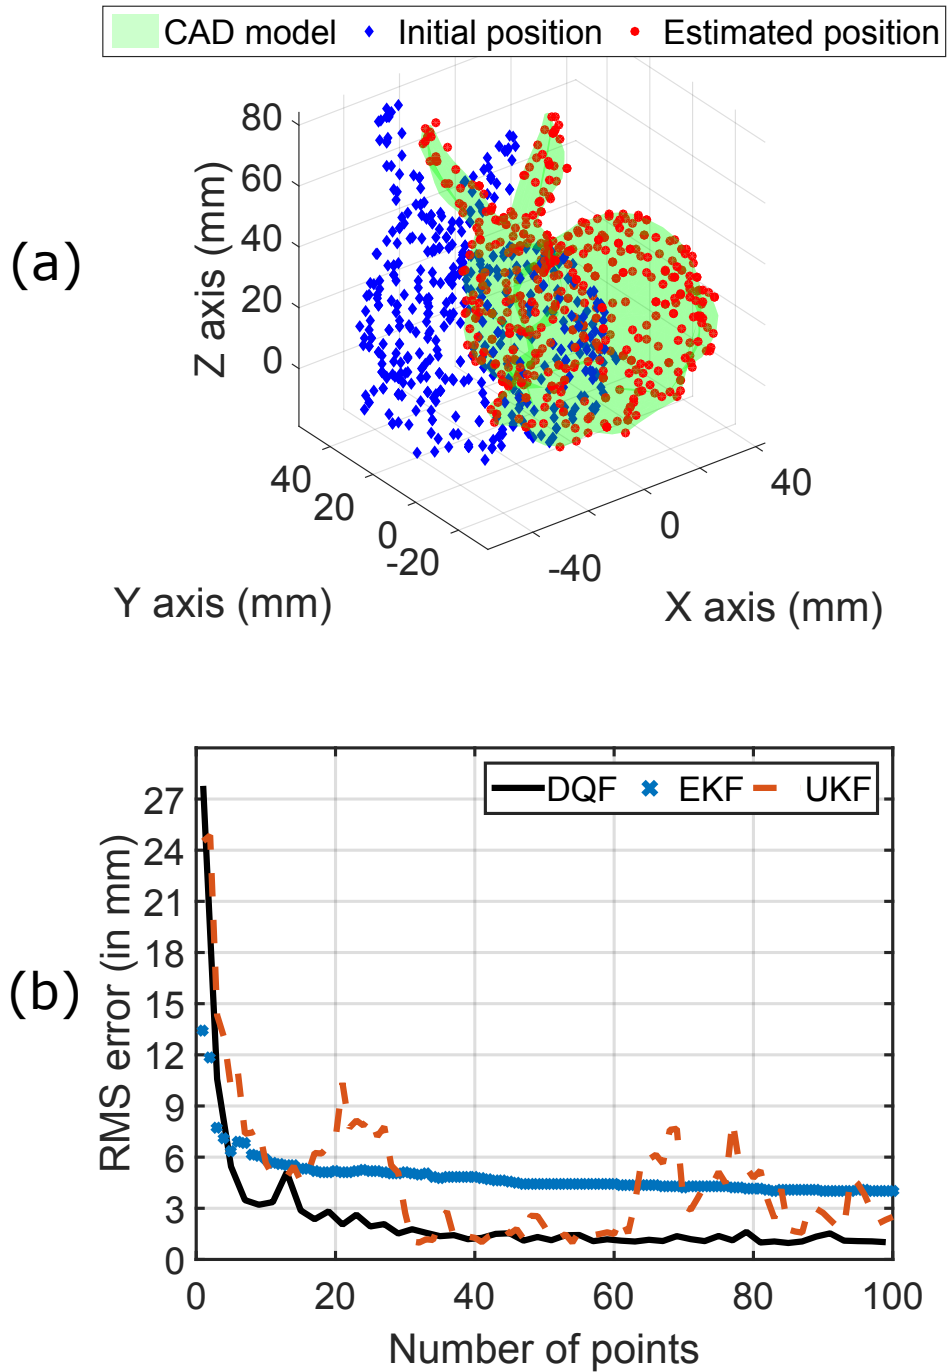 CAD model Initial position Estimated position
(a)
Z axis (mm)
80
60
40
20
0
40
20
0
-20
-40
0
40
Y axis (mm)
X axis (mm)
(b)
RMS error (in mm)
DQF EKF UKF
27
24
21
18
15
12
9
6
3
0
0 20 40 60 80 100
Number of points